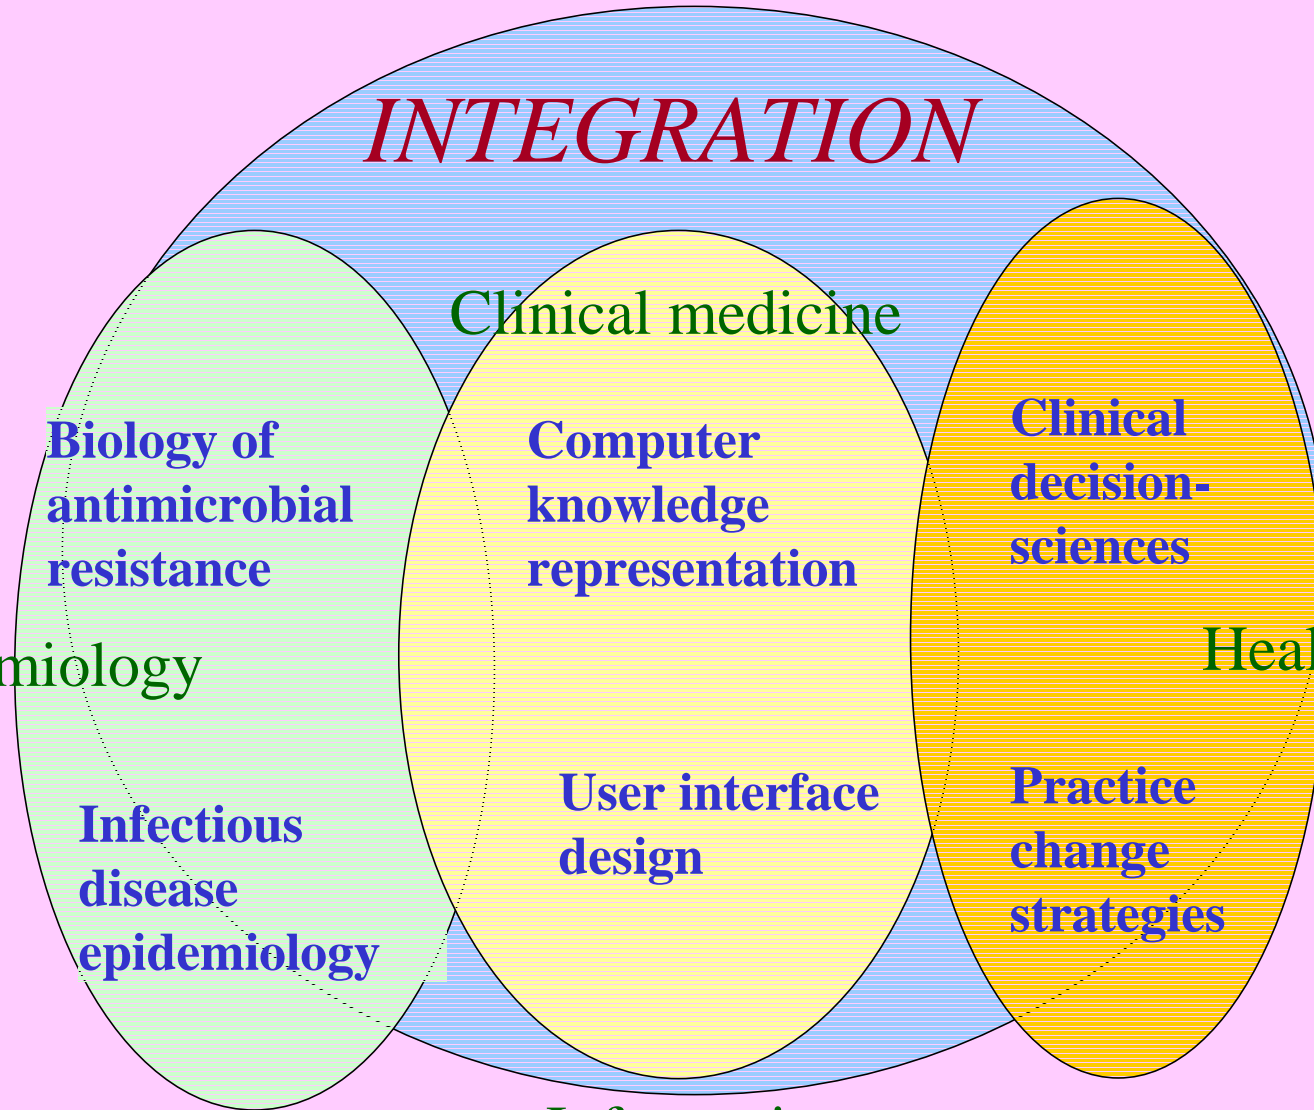 INTEGRATION
Clinical medicine
Biology of
antimicrobial
resistance
Computer
knowledge
representation
Clinical
decision-
sciences
miology
Heal
User interface
design
Infectious
disease
epidemiology
Practice
change
strategies